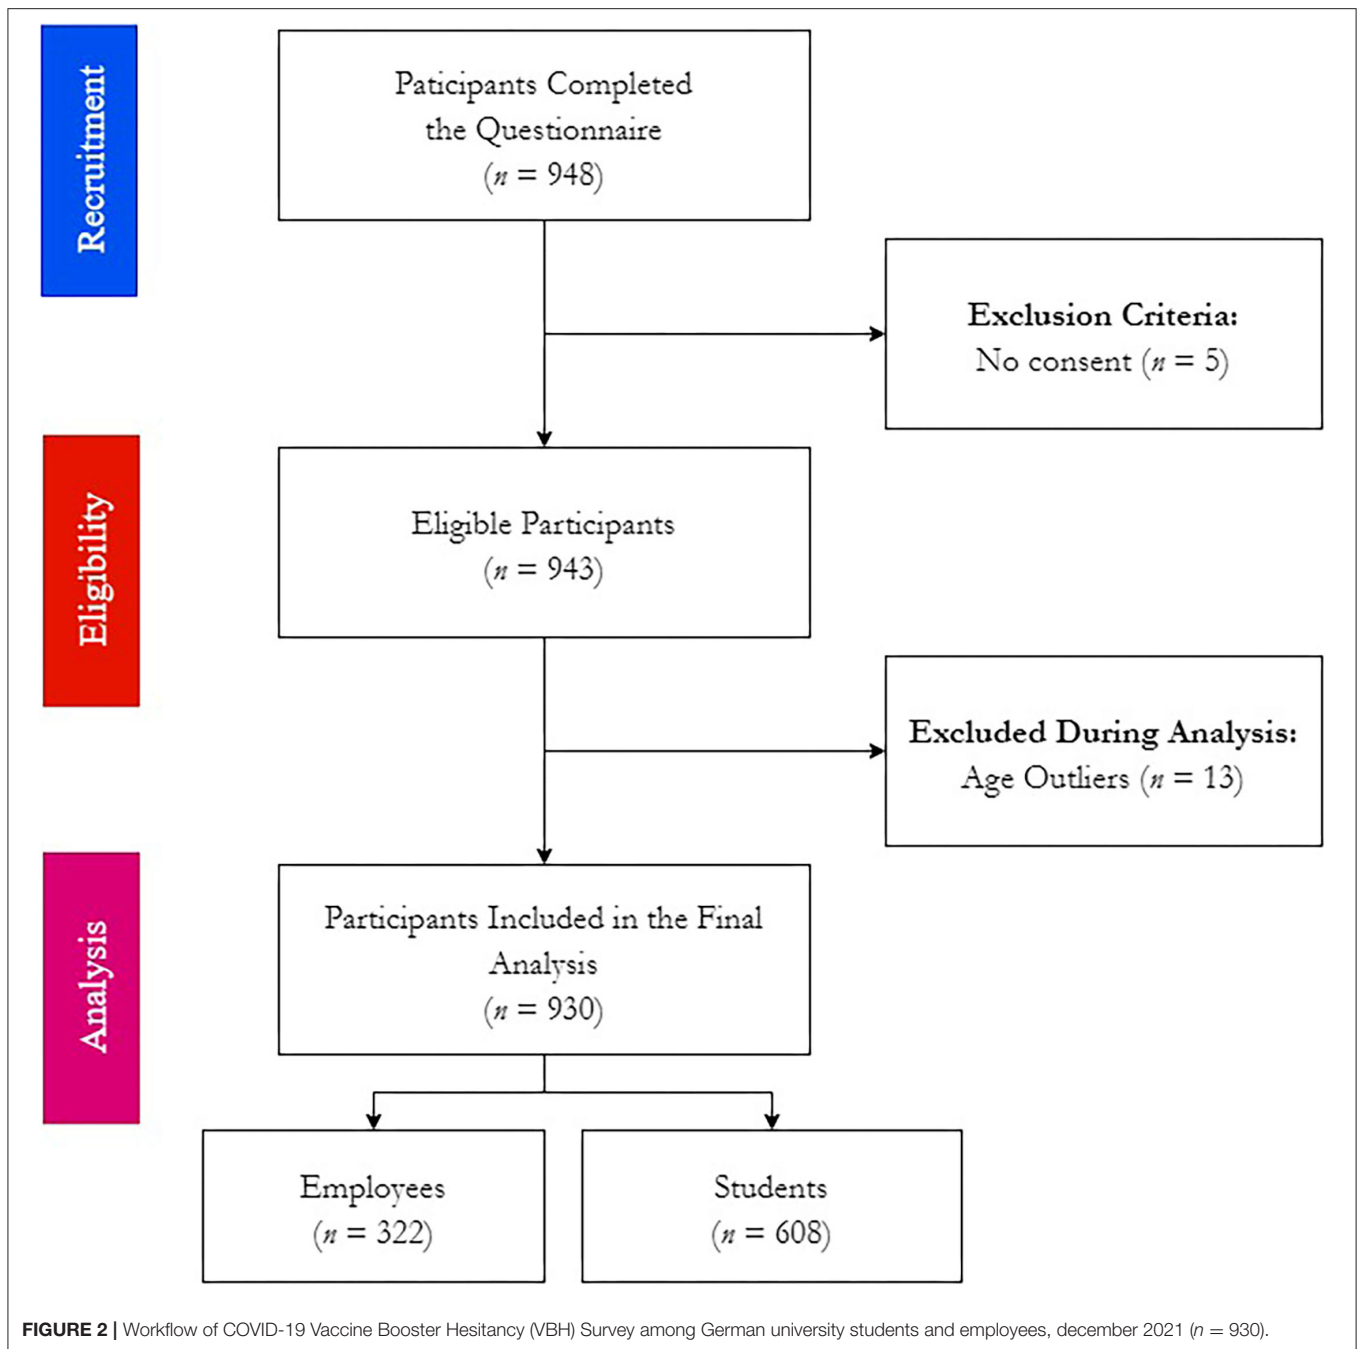 Recruitment
Paticipants Completed
the Questionnaire
(n = 948)
Exclusion Criteria:
No consent (n = 5)
Eligibility
Eligible Participants
(n = 943)
Excluded During Analysis:
Age Outliers (n = 13)
Analysis
Participants Included in the Final
Analysis
(n = 930)
Employees
(n = 322)
Students
(n = 608)
FIGURE 2 | Workflow of COVID-19 Vaccine Booster Hesitancy (VBH) Survey among German university students and employees, december 2021 (n = 930).